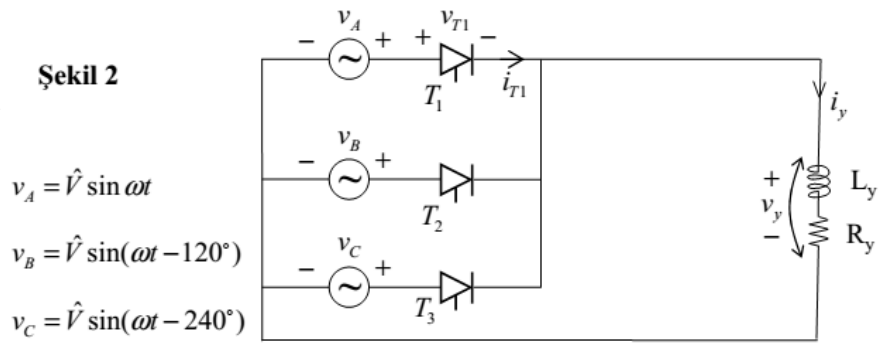 Şekil 2
v_A = V̂ sin ωt
v_B = V̂ sin(ωt − 120°)
v_C = V̂ sin(ωt − 240°)
− v_A + + v_T1 −
T_1
i_T1
− v_B +
T_2
− v_C +
T_3
i_y
+
v_y
−
L_y
R_y